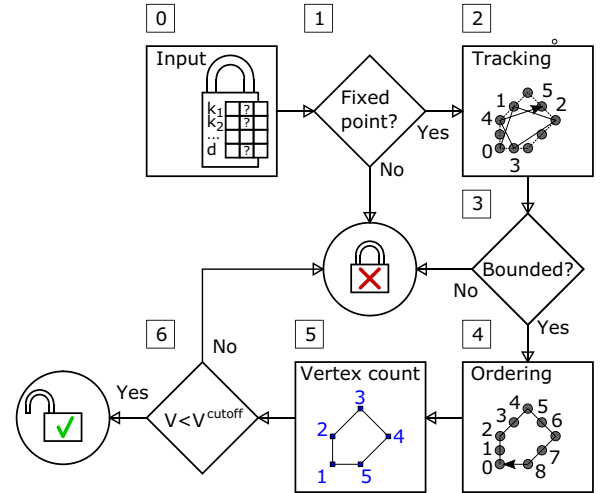 0
1
2
Input
k1
?
k2
?
...
d
?
Fixed
point?
Yes
No
Tracking
5
1
2
4
0
3
3
Bounded?
No
Yes
6
5
4
No
Yes
V<Vcutoff
Vertex count
3
2
4
1
5
Ordering
4
5
3
6
2
1
7
0
8